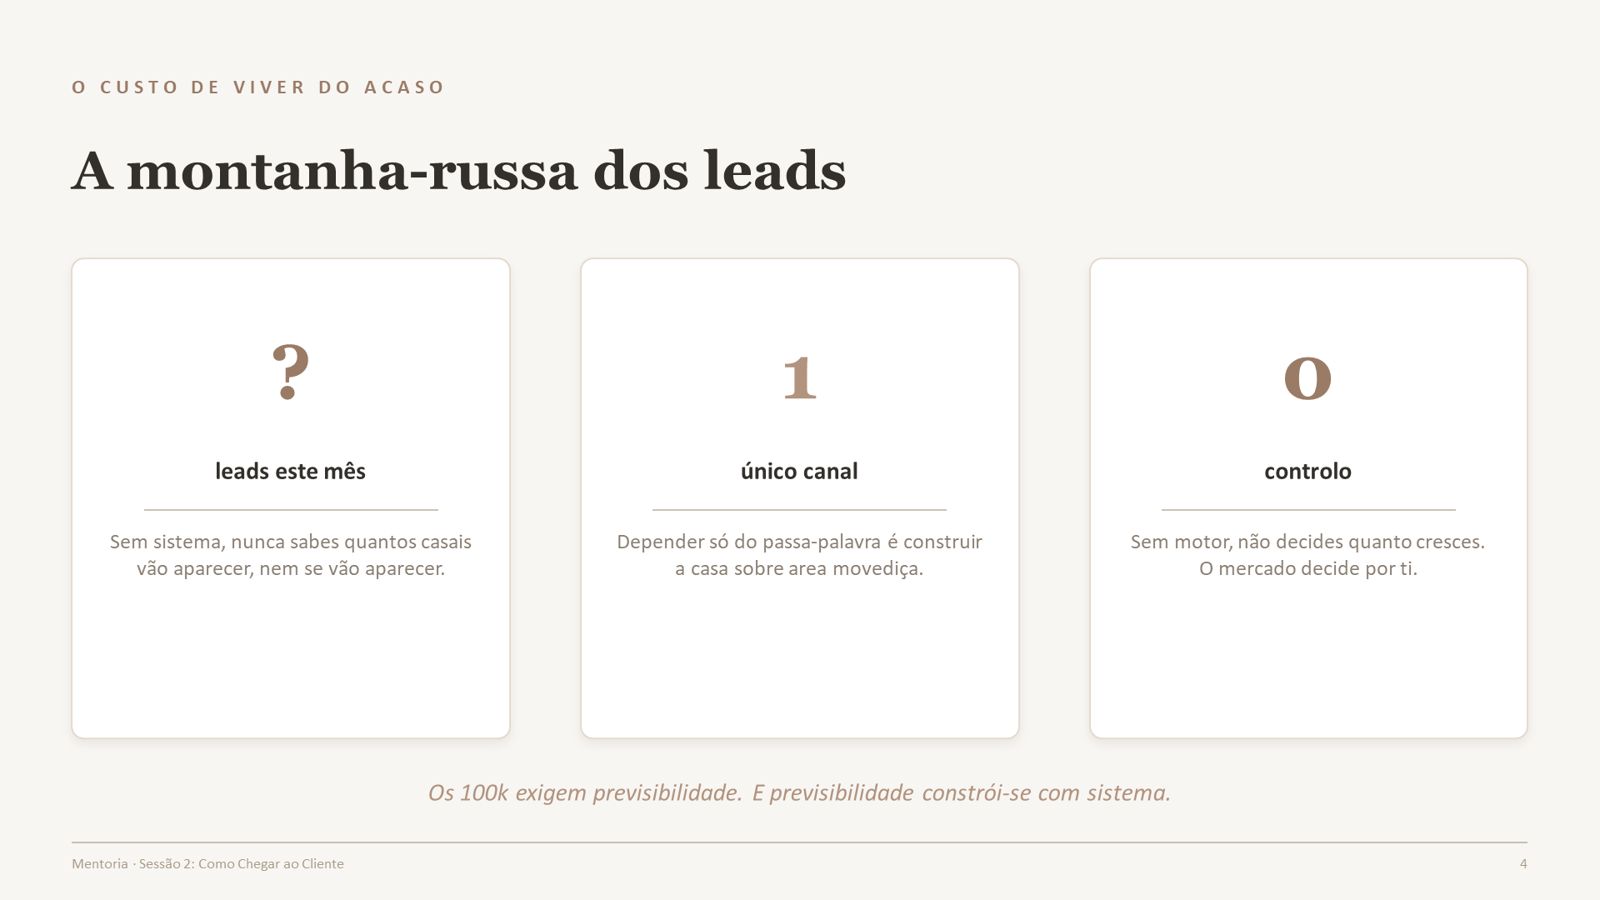 O CUSTO DE VIVER DO ACASO
A montanha-russa dos leads
?
leads este mês
Sem sistema, nunca sabes quantos casais
vão aparecer, nem se vão aparecer.
1
único canal
Depender só do passa-palavra é construir
a casa sobre area movediça.
0
controlo
Sem motor, não decides quanto cresces.
O mercado decide por ti.
Os 100k exigem previsibilidade. E previsibilidade constrói-se com sistema.
Mentoria · Sessão 2: Como Chegar ao Cliente
4